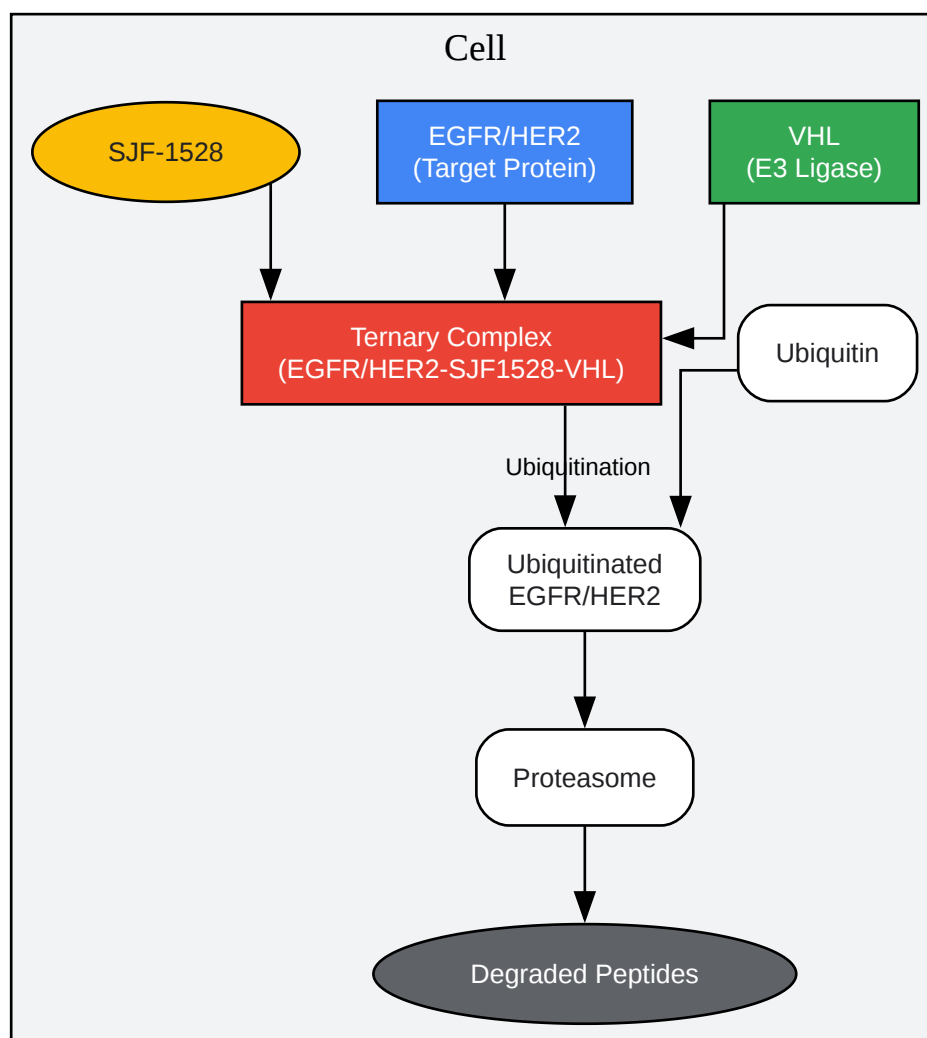 Cell
SJF-1528
EGFR/HER2
(Target Protein)
VHL
(E3 Ligase)
Ternary Complex
(EGFR/HER2-SJF1528-VHL)
Ubiquitin
Ubiquitination
Ubiquitinated
EGFR/HER2
Proteasome
Degraded Peptides